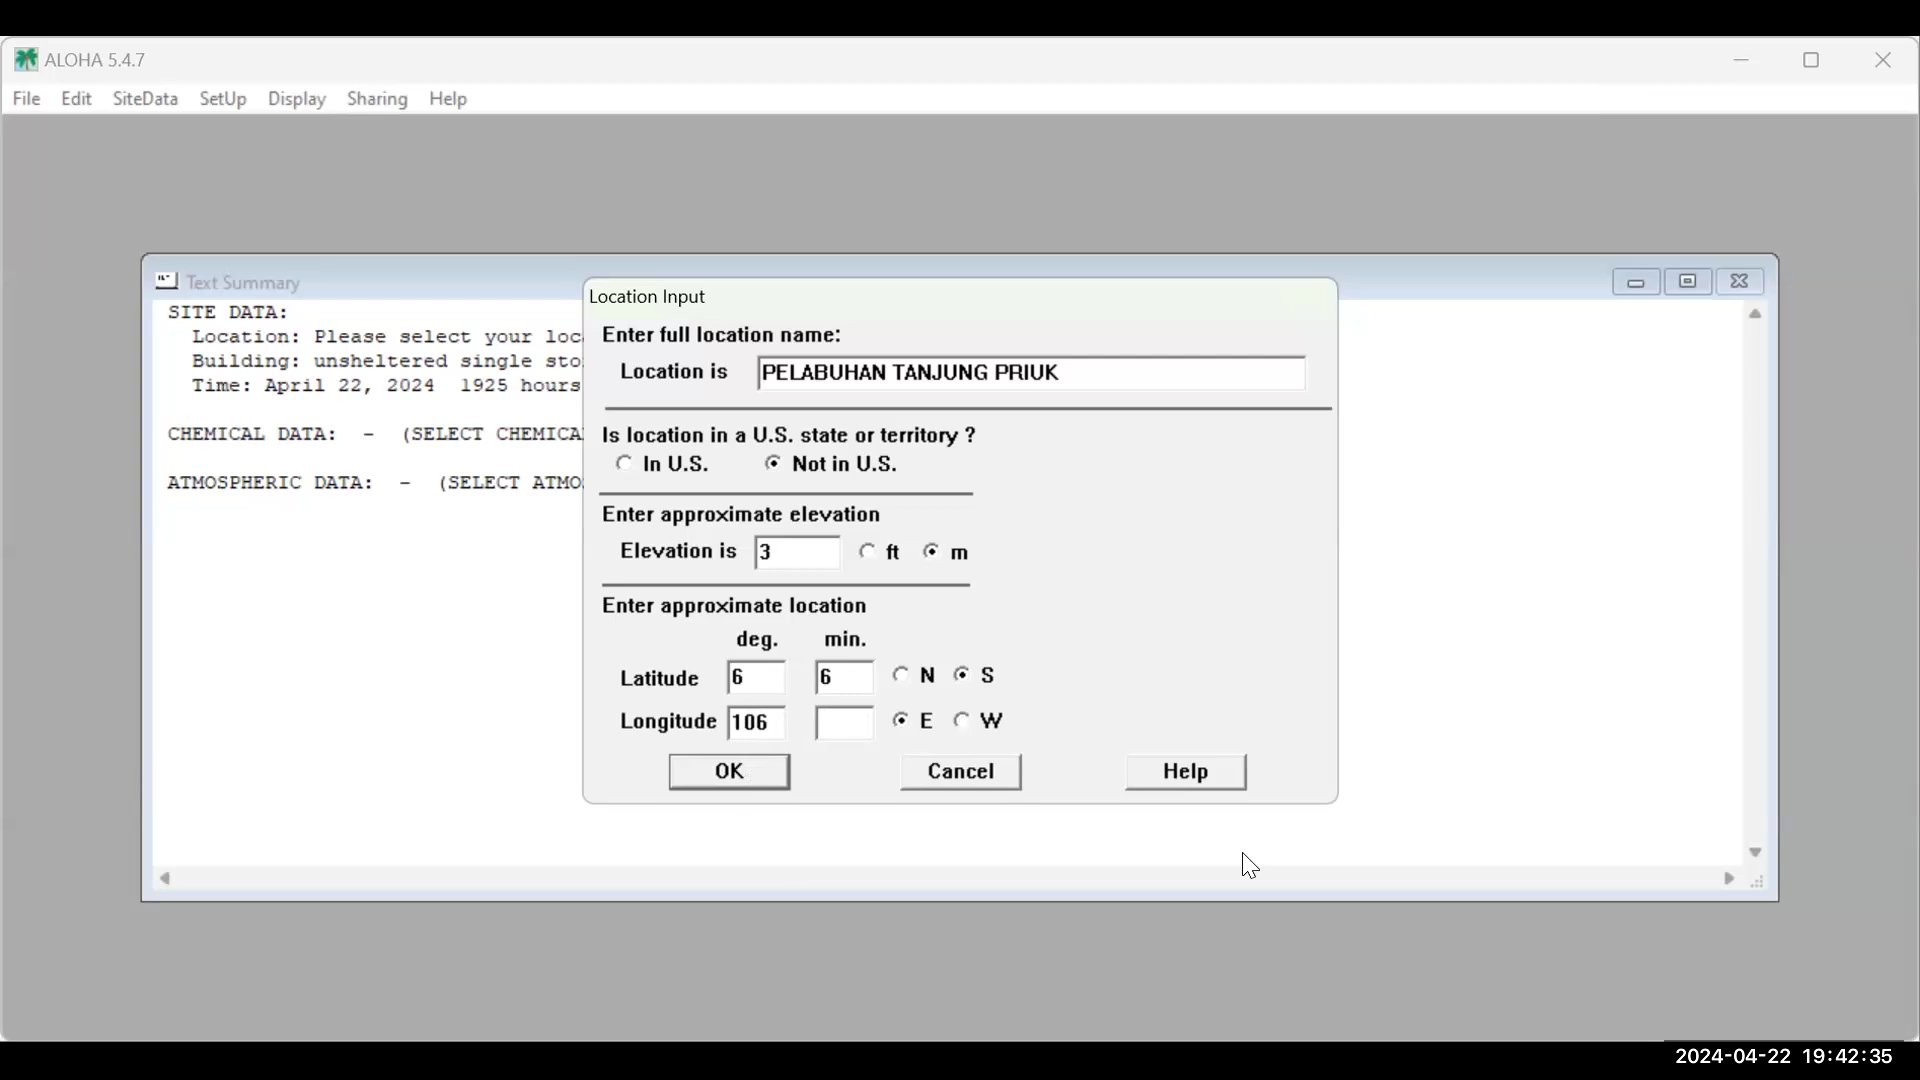 ALOHA 5.4.7
File Edit SiteData SetUp Display Sharing Help
Text Summary
SITE DATA:
Location: Please select your loc
Building: unsheltered single sto
Time: April 22, 2024 1925 hours
CHEMICAL DATA: - (SELECT CHEMICA
ATMOSPHERIC DATA: - (SELECT ATMO
Location Input
Enter full location name:
Location is PELABUHAN TANJUNG PRIUK
Is location in a U.S. state or territory ?
In U.S. Not in U.S.
Enter approximate elevation
Elevation is 3 ft m
Enter approximate location
deg. min.
Latitude 6 6 N S
Longitude 106 E W
OK Cancel Help
2024-04-22 19:42:35